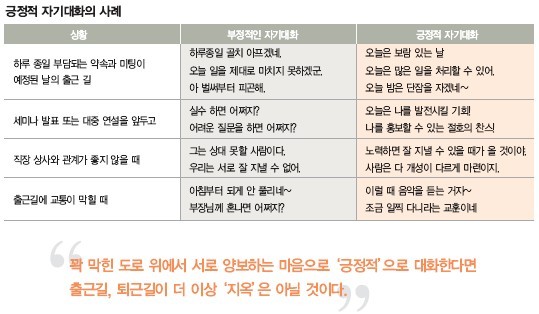 긍정적 자기대화의 사례
상황 부정적인 자기대화 긍정적 자기대화
하루 종일 부담되는 약속과 미팅이
예정된 날의 출근 길
하루종일 골치 아프겠네.
오늘 일을 제대로 마치지 못하겠군.
아 벌써부터 피곤해.
오늘은 보람 있는 날
오늘은 많은 일을 처리할 수 있어.
오늘 밤은 단잠을 자겠네~
세미나 발표 또는 대중 연설을 앞두고
실수 하면 어쩌지?
어려운 질문을 하면 어쩌지?
오늘은 나를 발전시킬 기회!
나를 홍보할 수 있는 절호의 찬스!
직장 상사와 관계가 좋지 않을 때
그는 상대 못할 사람이다.
우리는 서로 잘 지낼 수 없어.
노력하면 잘 지낼 수 있을 때가 올 것이야.
사람은 다 개성이 다르게 마련이지.
출근길에 교통이 막힐 때
아침부터 되게 안 풀리네~
부장님께 혼나면 어쩌지?
이럴 때 음악을 듣는 거자~
조금 일찍 다니라는 교훈이네
“꽉 막힌 도로 위에서 서로 양보하는 마음으로 ‘긍정적’으로 대화한다면
출근길, 퇴근길이 더 이상 ‘지옥’은 아닐 것이다.”